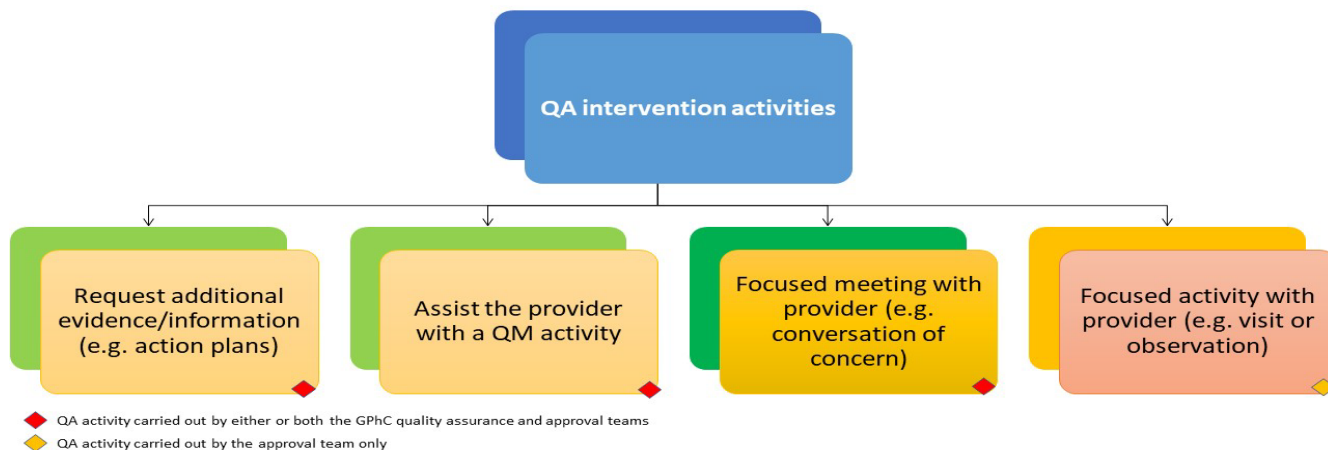 QA intervention activities
Request additional
evidence/information
(e.g. action plans)
Assist the provider
with a QM activity
Focused meeting with
provider (e.g.
conversation of
concern)
Focused activity with
provider (e.g. visit or
observation)
QA activity carried out by either or both the GPhC quality assurance and approval teams
QA activity carried out by the approval team only